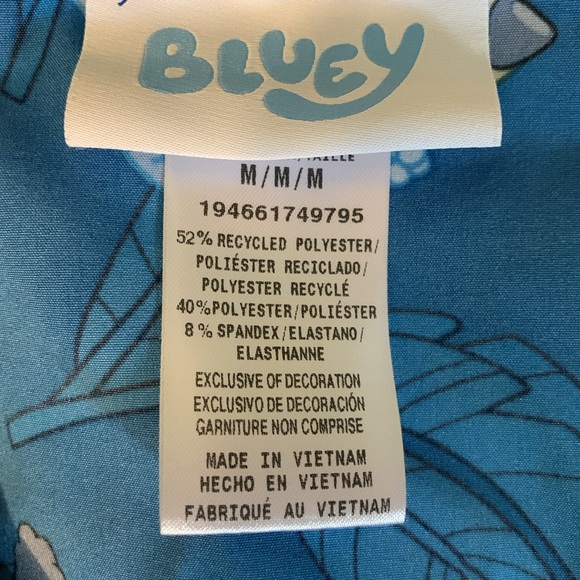 BLUEY
TAILLE
M/M/M
194661749795
52% RECYCLED POLYESTER/
POLIÉSTER RECICLADO/
POLYESTER RECYCLÉ
40%POLYESTER/POLIÉSTER
8% SPANDEX/ELASTANO/
ELASTHANNE
EXCLUSIVE OF DECORATION
EXCLUSIVO DE DECORACIÓN
GARNITURE NON COMPRISE
MADE IN VIETNAM
HECHO EN VIETNAM
FABRIQUÉ AU VIETNAM